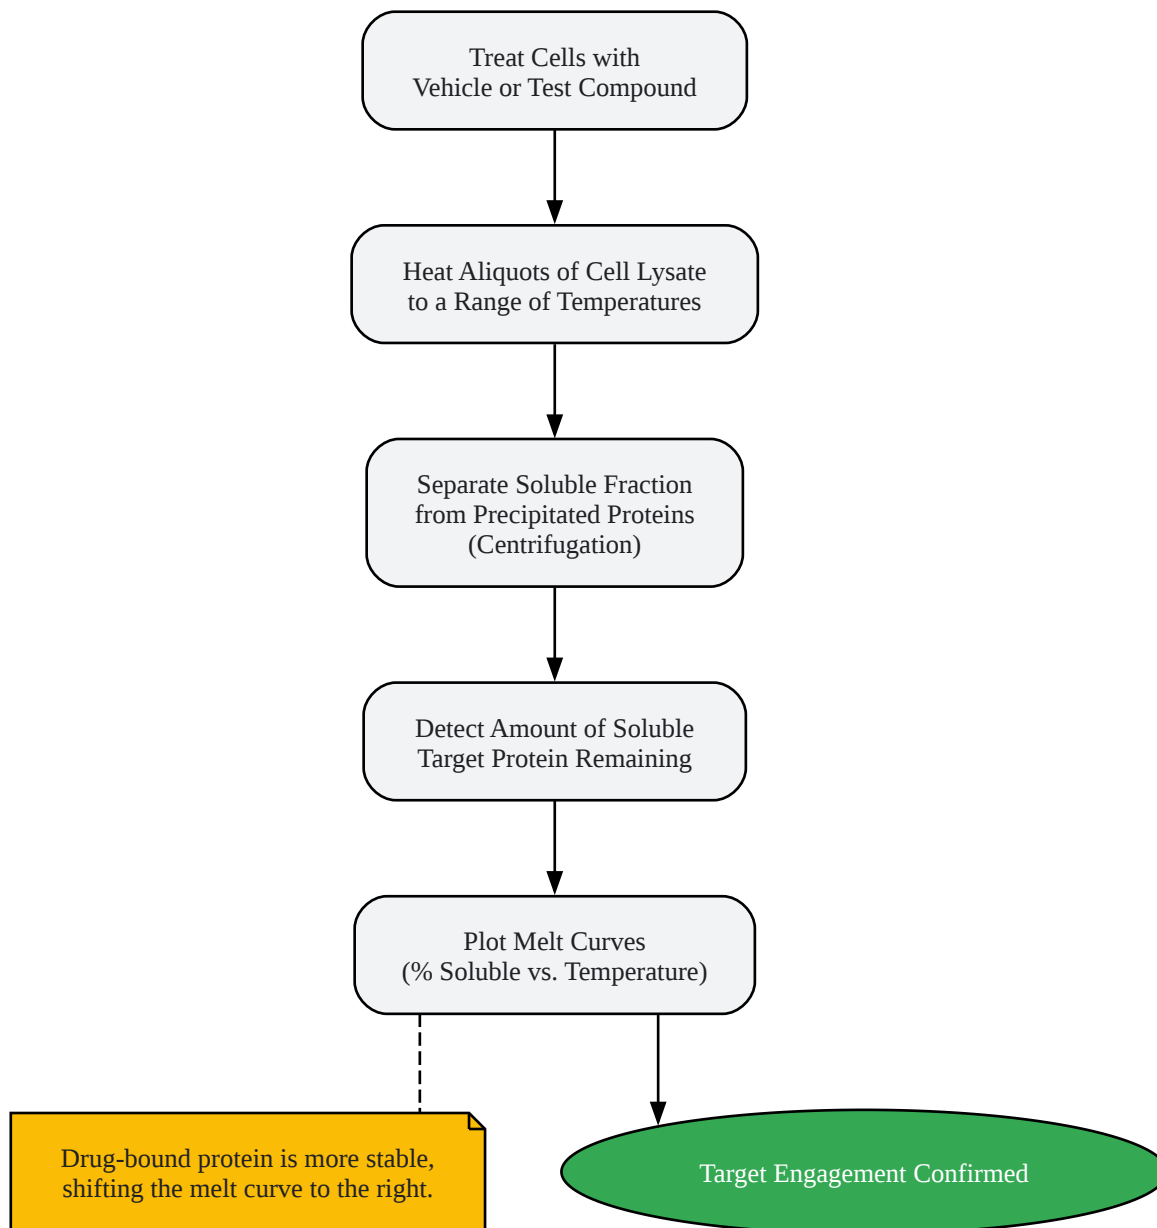 Treat Cells with
Vehicle or Test Compound
Heat Aliquots of Cell Lysate
to a Range of Temperatures
Separate Soluble Fraction
from Precipitated Proteins
(Centrifugation)
Detect Amount of Soluble
Target Protein Remaining
Plot Melt Curves
(% Soluble vs. Temperature)
Drug-bound protein is more stable,
shifting the melt curve to the right.
Target Engagement Confirmed